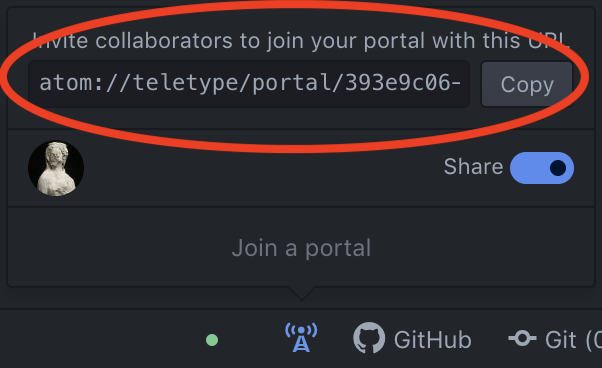 Invite collaborators to join your portal with this URL
atom://teletype/portal/393e9c06-
Copy
Share
Join a portal
GitHub
Git (0